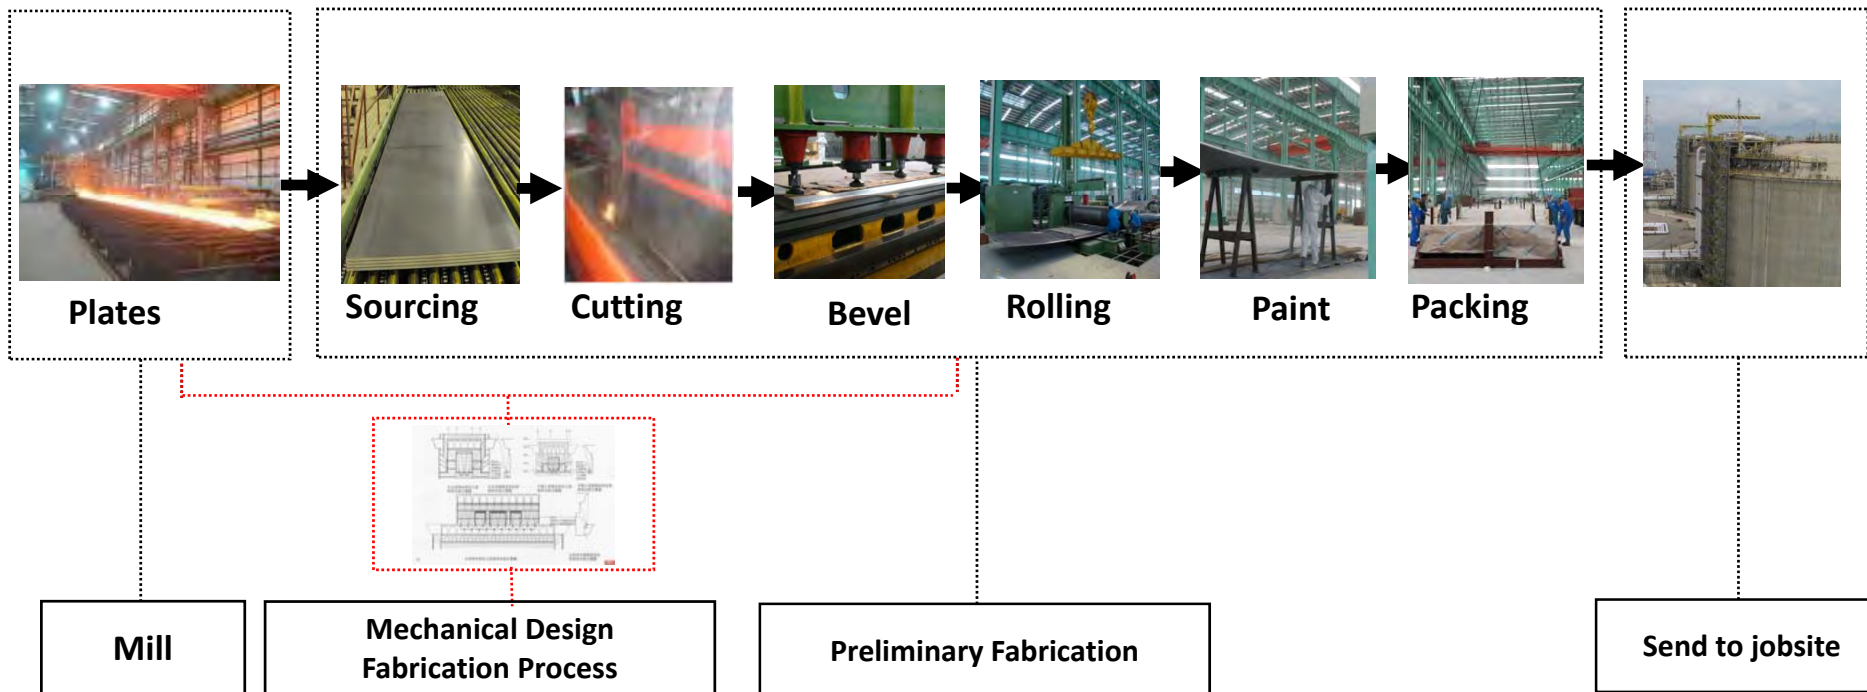 Plates
Sourcing
Cutting
Bevel
Rolling
Paint
Packing
Mill
Mechanical Design
Fabrication Process
Preliminary Fabrication
Send to jobsite